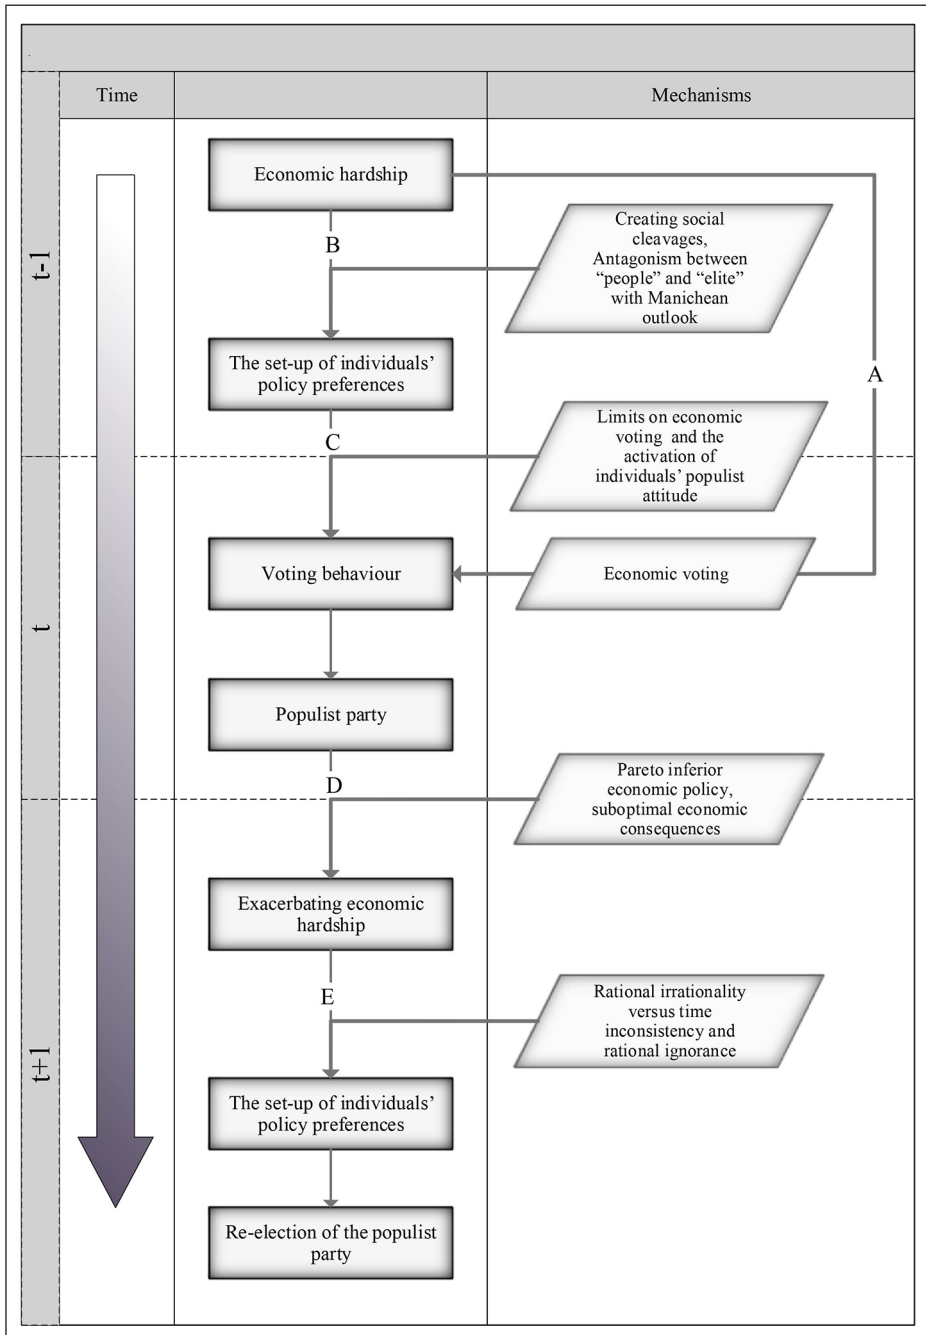 Time
Mechanisms
t-1
Economic hardship
B
Creating social
cleavages,
Antagonism between
“people” and “elite”
with Manichean
outlook
The set-up of individuals’
policy preferences
A
C
Limits on economic
voting and the
activation of
individuals’ populist
attitude
t
Voting behaviour
Economic voting
Populist party
D
Pareto inferior
economic policy,
suboptimal economic
consequences
t+1
Exacerbating economic
hardship
E
Rational irrationality
versus time
inconsistency and
rational ignorance
The set-up of individuals’
policy preferences
Re-election of the populist
party